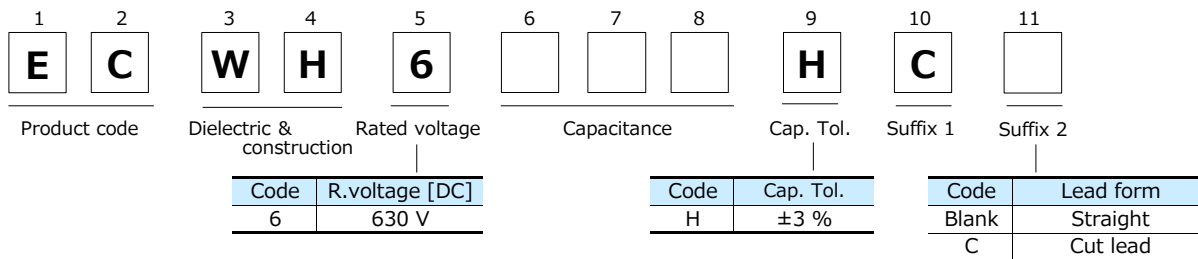 1 2 3 4 5 6 7 8 9 10 11
E C W H 6 H C
Product code Dielectric & construction Rated voltage Capacitance Cap. Tol. Suffix 1 Suffix 2
Code R.voltage [DC]
6 630 V
Code Cap. Tol.
H ±3 %
Code Lead form
Blank Straight
C Cut lead